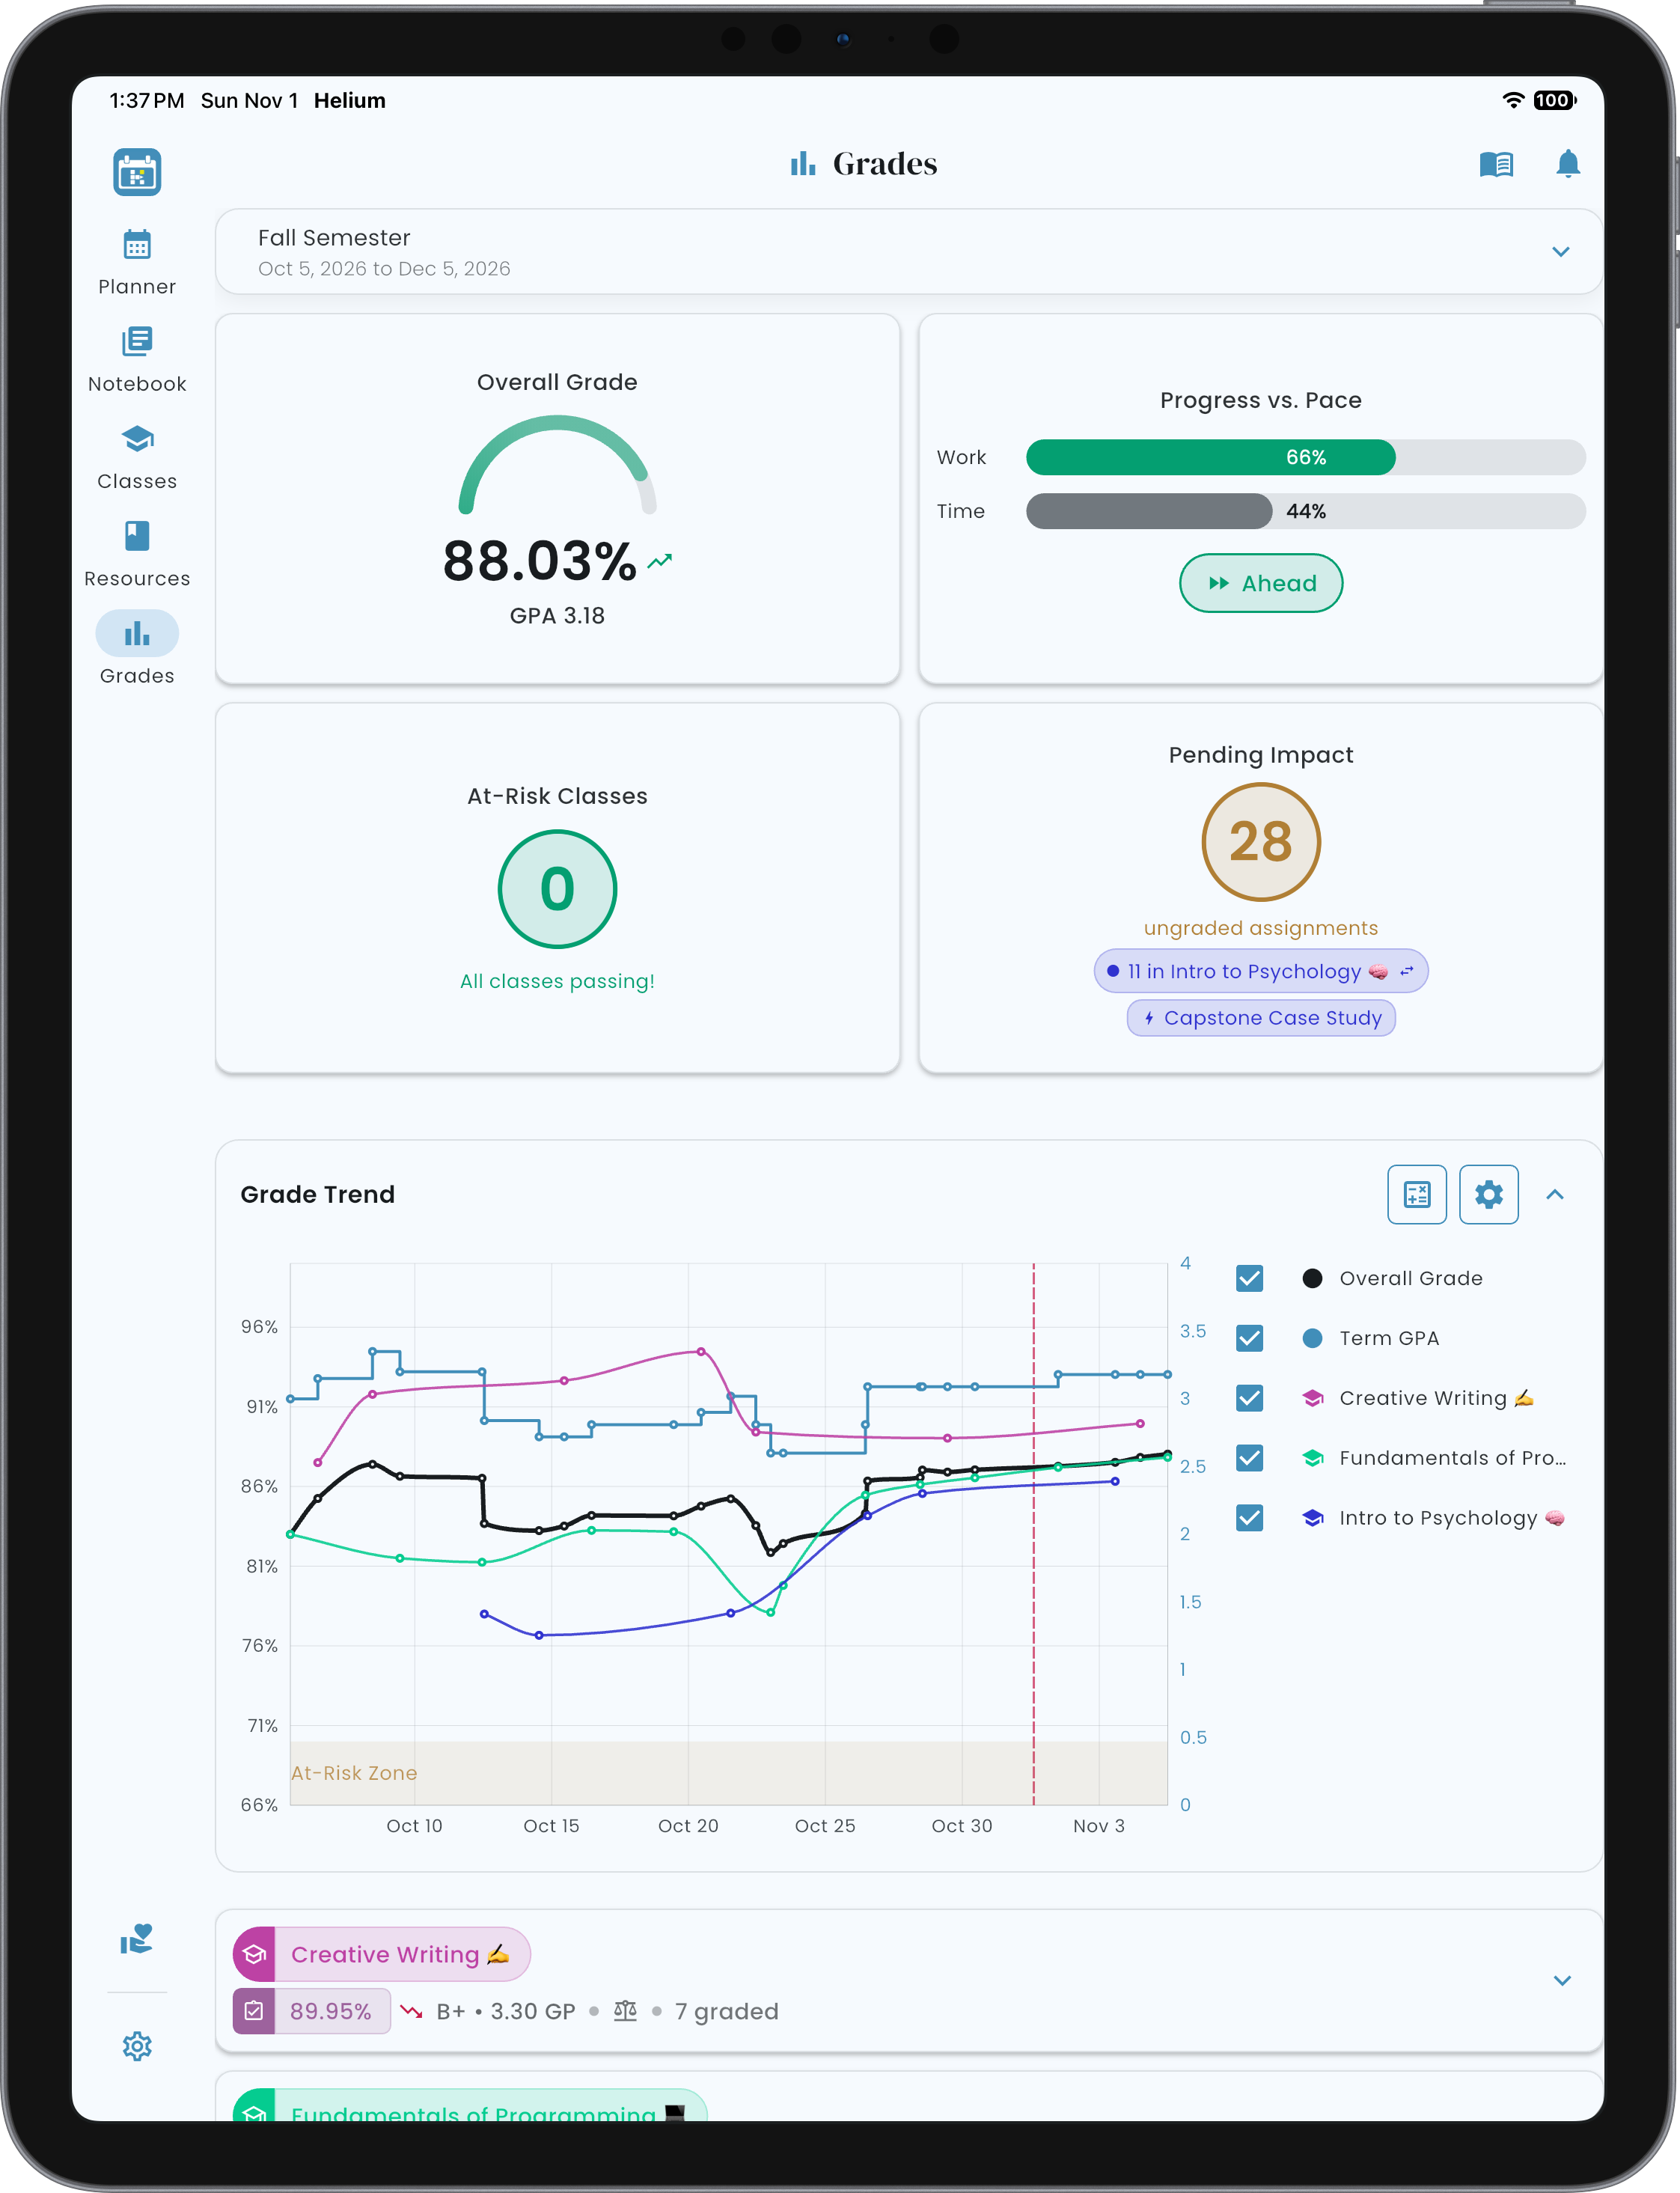 1:37 PM Sun Nov 1 Helium
100
Grades
Planner
Notebook
Classes
Resources
Grades
Fall Semester
Oct 5, 2026 to Dec 5, 2026
Overall Grade
88.03%
GPA 3.18
Progress vs. Pace
Work 66%
Time 44%
Ahead
At-Risk Classes
0
All classes passing!
Pending Impact
28
ungraded assignments
11 in Intro to Psychology 🧠
Capstone Case Study
Grade Trend
96%
91%
86%
81%
76%
71%
66%
At-Risk Zone
Oct 10 Oct 15 Oct 20 Oct 25 Oct 30 Nov 3
4
3.5
3
2.5
2
1.5
1
0.5
0
Overall Grade
Term GPA
Creative Writing ✍️
Fundamentals of Pro...
Intro to Psychology 🧠
Creative Writing ✍️
89.95% B+ • 3.30 GP • • 7 graded
Fundamentals of Programming